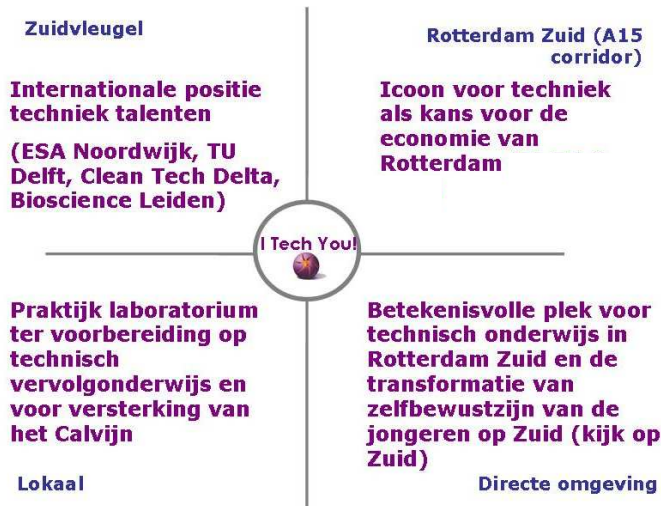 Zuidvleugel
Internationale positie
techniek talenten
(ESA Noordwijk, TU
Delft, Clean Tech Delta,
Bioscience Leiden)
Rotterdam Zuid (A15
corridor)
Icoon voor techniek
als kans voor de
economie van
Rotterdam
I Tech You!
Praktijk laboratorium
ter voorbereiding op
technisch
vervolgonderwijs en
voor versterking van
het Calvijn
Lokaal
Betekenisvolle plek voor
technisch onderwijs in
Rotterdam Zuid en de
transformatie van
zelfbewustzijn van de
jongeren op Zuid (kijk op
Zuid)
Directe omgeving